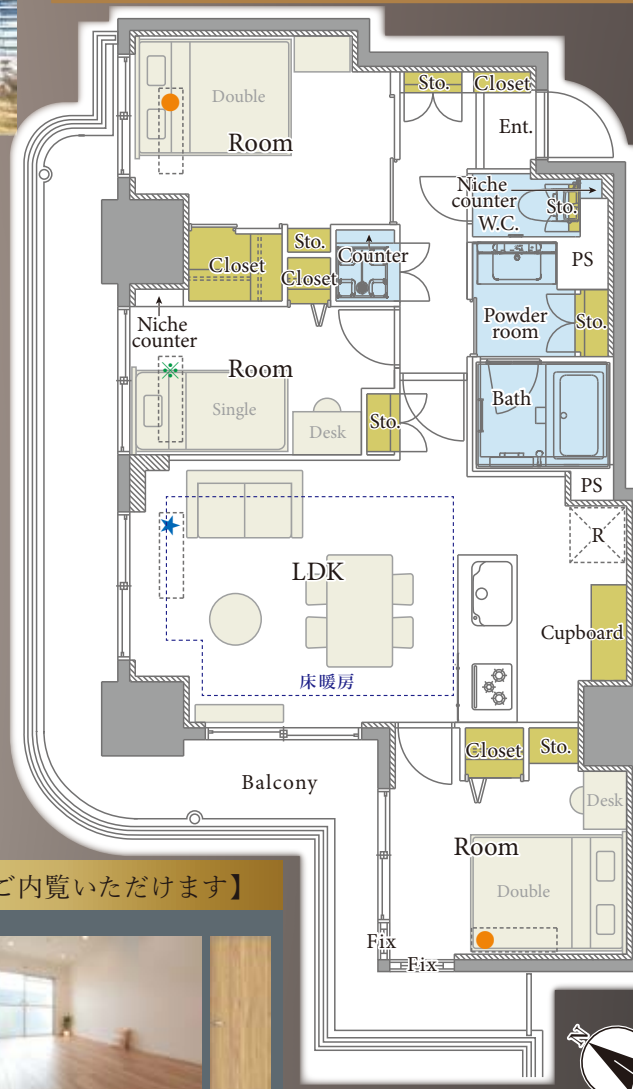 Double
Room
Sto.
Closet
Ent.
Niche
counter
W.C.
Sto.
PS
Closet
Sto.
Closet
Counter
Powder
room
Sto.
Niche
counter
Room
Single
Desk
Sto.
Bath
PS
R
LDK
Cupboard
床暖房
Balcony
Closet
Sto.
Desk
Room
Double
Fix
Fix
ご内覧いただけます】
N